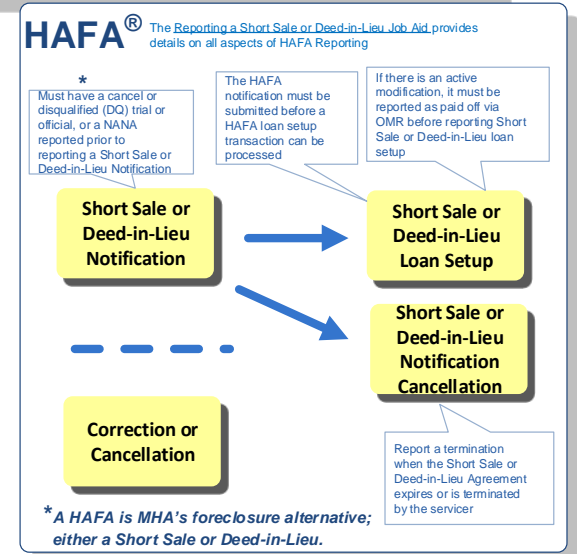 HAFA®
The Reporting a Short Sale or Deed-in-Lieu Job Aid provides
details on all aspects of HAFA Reporting
*
Must have a cancel or
disqualified (DQ) trial or
official, or a NANA
reported prior to
reporting a Short Sale or
Deed-in-Lieu Notification
The HAFA
notification must be
submitted before a
HAFA loan setup
transaction can be
processed
If there is an active
modification, it must be
reported as paid off via
OMR before reporting Short
Sale or Deed-in-Lieu loan
setup
Short Sale or
Deed-in-Lieu
Notification
Short Sale or
Deed-in-Lieu
Loan Setup
Short Sale or
Deed-in-Lieu
Notification
Cancellation
Correction or
Cancellation
Report a termination
when the Short Sale or
Deed-in-Lieu Agreement
expires or is terminated
by the servicer
*A HAFA is MHA's foreclosure alternative;
either a Short Sale or Deed-in-Lieu.